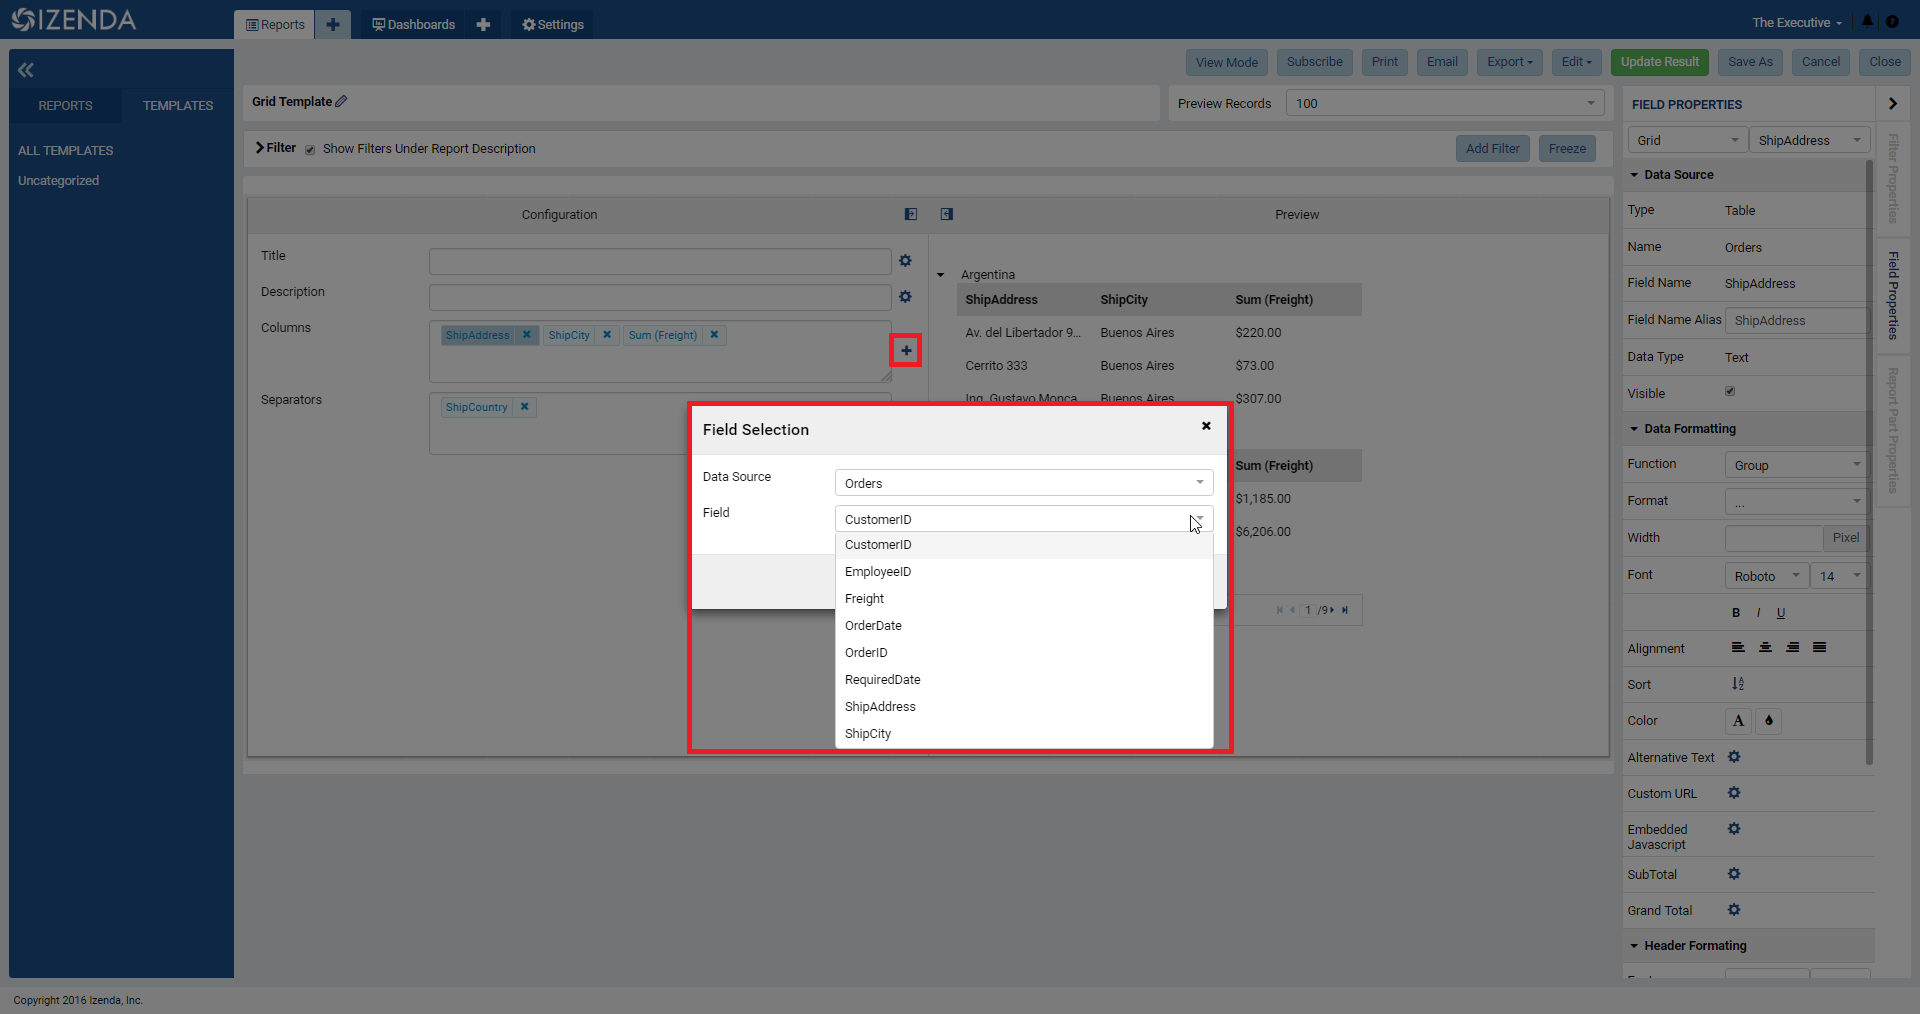 IZENDA
Reports
Dashboards
Settings
The Executive
View Mode
Subscribe
Print
Email
Export
Edit
Update Result
Save As
Cancel
Close
REPORTS
TEMPLATES
ALL TEMPLATES
Uncategorized
Grid Template
Preview Records
100
Filter
Show Filters Under Report Description
Add Filter
Freeze
Configuration
Preview
Title
Description
Columns
ShipAddress
ShipCity
Sum (Freight)
Separators
ShipCountry
Argentina
ShipAddress ShipCity Sum (Freight)
Av. del Libertador 9... Buenos Aires $220.00
Cerrito 333 Buenos Aires $73.00
Ing. Gustavo Monca... Buenos Aires $307.00
Sum (Freight)
$1,185.00
$6,206.00
1 /9
Field Selection
Data Source
Orders
Field
CustomerID
CustomerID
EmployeeID
Freight
OrderDate
OrderID
RequiredDate
ShipAddress
ShipCity
FIELD PROPERTIES
Grid
ShipAddress
Data Source
Type Table
Name Orders
Field Name ShipAddress
Field Name Alias ShipAddress
Data Type Text
Visible
Data Formatting
Function Group
Format ...
Width Pixel
Font Roboto 14
B I U
Alignment
Sort
Color A
Alternative Text
Custom URL
Embedded
Javascript
SubTotal
Grand Total
Header Formating
Filter Properties
Field Properties
Report Part Properties
Copyright 2016 Izenda, Inc.